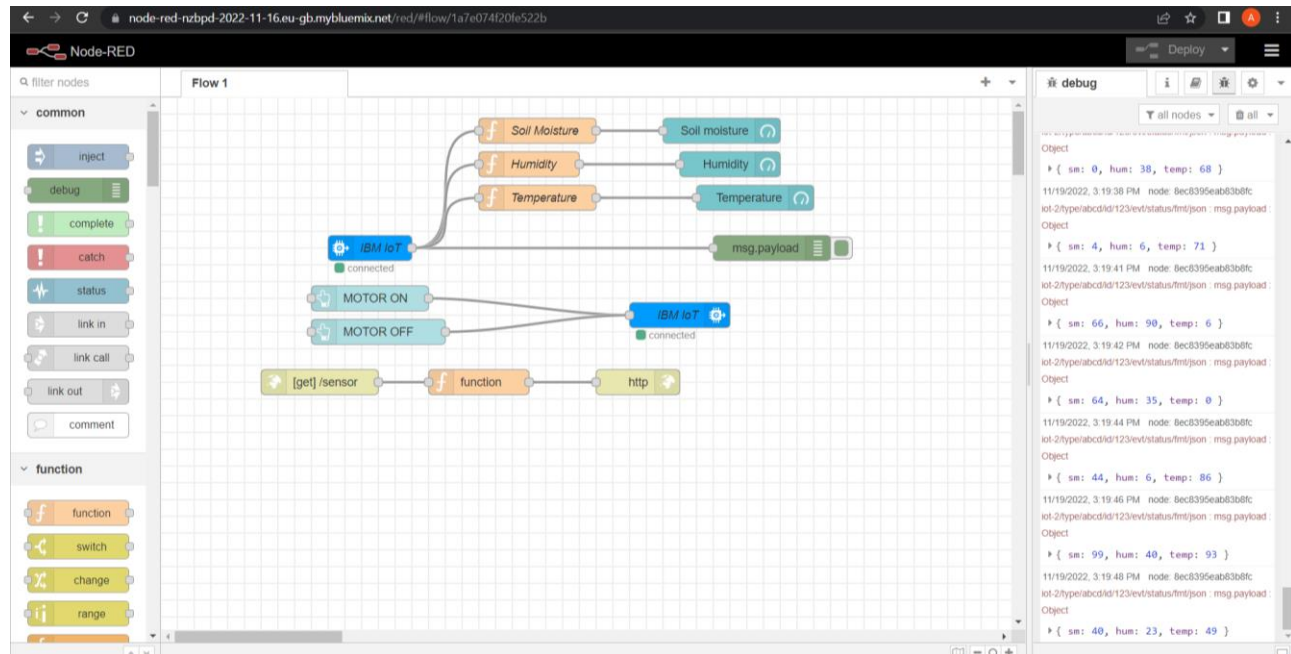 node-red-nzbpd-2022-11-16.eu-gb.mybluemix.net/red/#flow/1a7e074f20fe522b
A
Node-RED
Deploy
filter nodes
common
inject
debug
complete
catch
status
link in
link call
link out
comment
function
function
switch
change
range
Flow 1
Soil Moisture
Soil moisture
Humidity
Humidity
Temperature
Temperature
IBM IoT
connected
msg.payload
MOTOR ON
MOTOR OFF
IBM IoT
connected
[get] /sensor
function
http
debug
all nodes
all
Object
{ sm: 0, hum: 38, temp: 68 }
11/19/2022, 3:19:38 PM node: 8ec8395eab83b8fc
iot-2/type/abcd/id/123/evt/status/fmt/json : msg.payload :
Object
{ sm: 4, hum: 6, temp: 71 }
11/19/2022, 3:19:41 PM node: 8ec8395eab83b8fc
iot-2/type/abcd/id/123/evt/status/fmt/json : msg.payload :
Object
{ sm: 66, hum: 90, temp: 6 }
11/19/2022, 3:19:42 PM node: 8ec8395eab83b8fc
iot-2/type/abcd/id/123/evt/status/fmt/json : msg.payload :
Object
{ sm: 64, hum: 35, temp: 0 }
11/19/2022, 3:19:44 PM node: 8ec8395eab83b8fc
iot-2/type/abcd/id/123/evt/status/fmt/json : msg.payload :
Object
{ sm: 44, hum: 6, temp: 86 }
11/19/2022, 3:19:46 PM node: 8ec8395eab83b8fc
iot-2/type/abcd/id/123/evt/status/fmt/json : msg.payload :
Object
{ sm: 99, hum: 40, temp: 93 }
11/19/2022, 3:19:48 PM node: 8ec8395eab83b8fc
iot-2/type/abcd/id/123/evt/status/fmt/json : msg.payload :
Object
{ sm: 40, hum: 23, temp: 49 }